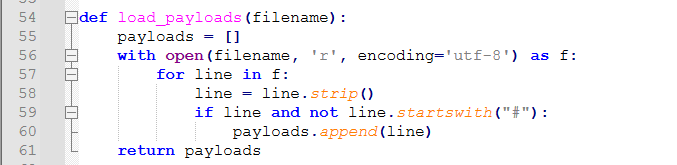 54 def load_payloads(filename):
55     payloads = []
56     with open(filename, 'r', encoding='utf-8') as f:
57         for line in f:
58             line = line.strip()
59             if line and not line.startswith("#"):
60                 payloads.append(line)
61     return payloads